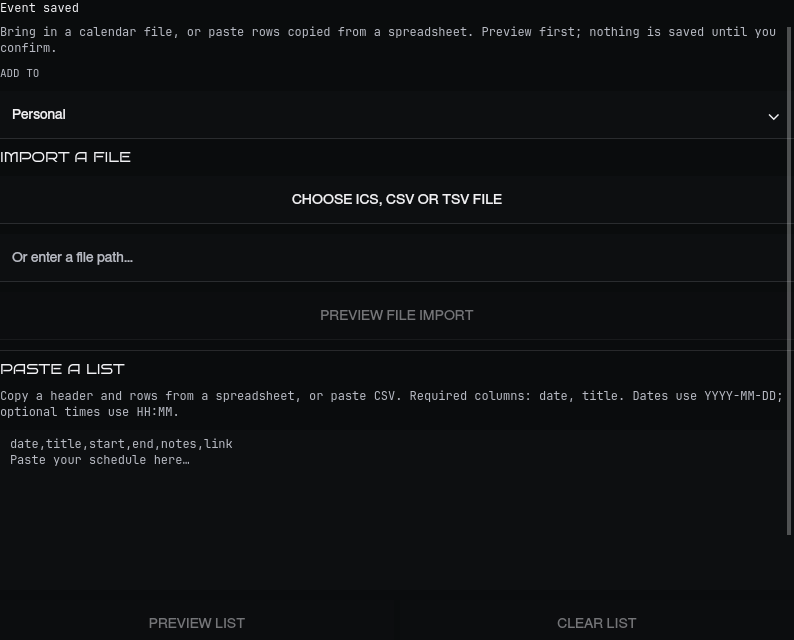 Event saved
Bring in a calendar file, or paste rows copied from a spreadsheet. Preview first; nothing is saved until you
confirm.
ADD TO
Personal
IMPORT A FILE
CHOOSE ICS, CSV OR TSV FILE
Or enter a file path...
PREVIEW FILE IMPORT
PASTE A LIST
Copy a header and rows from a spreadsheet, or paste CSV. Required columns: date, title. Dates use YYYY-MM-DD;
optional times use HH:MM.
date,title,start,end,notes,link
Paste your schedule here…
PREVIEW LIST
CLEAR LIST